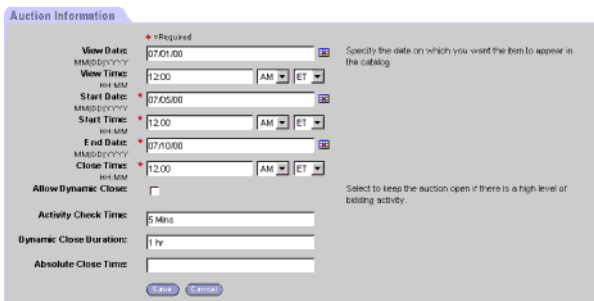 Auction Information
=Required
View Date: 07/01/00 Specify the date on which you want the item to appear in
MM|DD|YYYY the catalog
View Time: 12:00 AM ET
HH:MM
Start Date: * 07/05/00
MM|DD|YYYY
Start Time: * 12:00 AM ET
HH:MM
End Date: * 07/10/00
MM|DD|YYYY
Close Time: * 12:00 AM ET
HH:MM
Allow Dynamic Close: Select to keep the auction open if there is a high level of
bidding activity.
Activity Check Time: 5 Mins
Dynamic Close Duration: 1 hr
Absolute Close Time:
Save Cancel